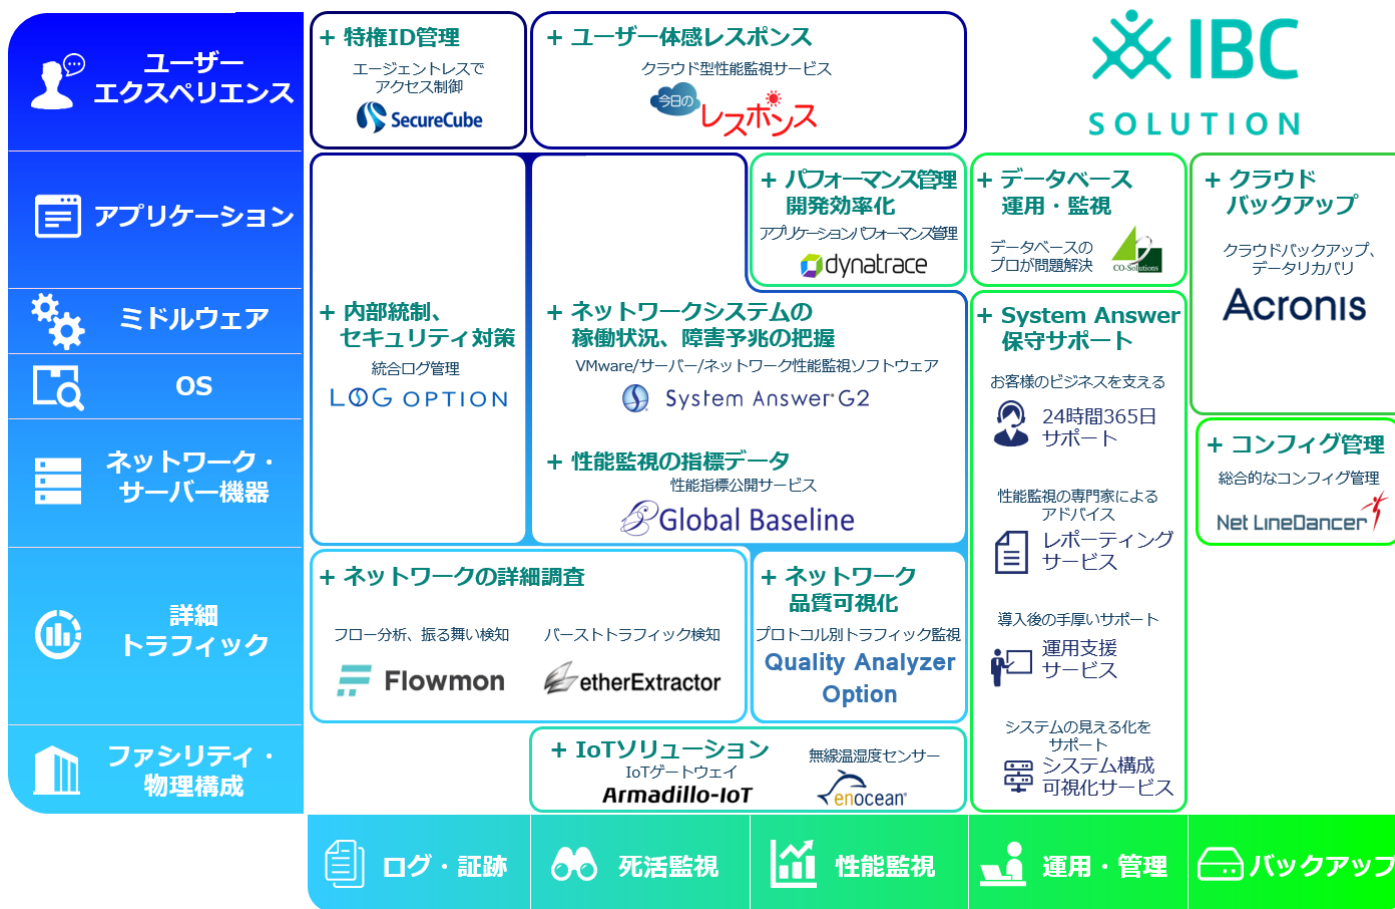 ユーザー
エクスペリエンス
+ 特権ID管理
エージェントレスで
アクセス制御
SecureCube
+ ユーザー体感レスポンス
クラウド型性能監視サービス
今日の
レスポンス
IBC
SOLUTION
アプリケーション
+ パフォーマンス管理
開発効率化
アプリケーションパフォーマンス管理
dynatrace
+ データベース
運用・監視
データベースの
プロが問題解決
CO-Solutions
+ クラウド
バックアップ
クラウドバックアップ、
データリカバリ
Acronis
ミドルウェア
OS
ネットワーク・
サーバー機器
+ 内部統制、
セキュリティ対策
統合ログ管理
LOG OPTION
+ ネットワークシステムの
稼働状況、障害予兆の把握
VMware/サーバー/ネットワーク性能監視ソフトウェア
System Answer G2
+ 性能監視の指標データ
性能指標公開サービス
Global Baseline
+ System Answer
保守サポート
お客様のビジネスを支える
24時間365日
サポート
性能監視の専門家による
アドバイス
レポーティング
サービス
導入後の手厚いサポート
運用支援
サービス
システムの見える化を
サポート
システム構成
可視化サービス
+ コンフィグ管理
総合的なコンフィグ管理
Net LineDancer
詳細
トラフィック
+ ネットワークの詳細調査
フロー分析、振る舞い検知
Flowmon
バーストトラフィック検知
etherExtractor
+ ネットワーク
品質可視化
プロトコル別トラフィック監視
Quality Analyzer
Option
ファシリティ・
物理構成
+ IoTソリューション
IoTゲートウェイ
Armadillo-IoT
無線温湿度センサー
enocean
ログ・証跡
死活監視
性能監視
運用・管理
バックアップ